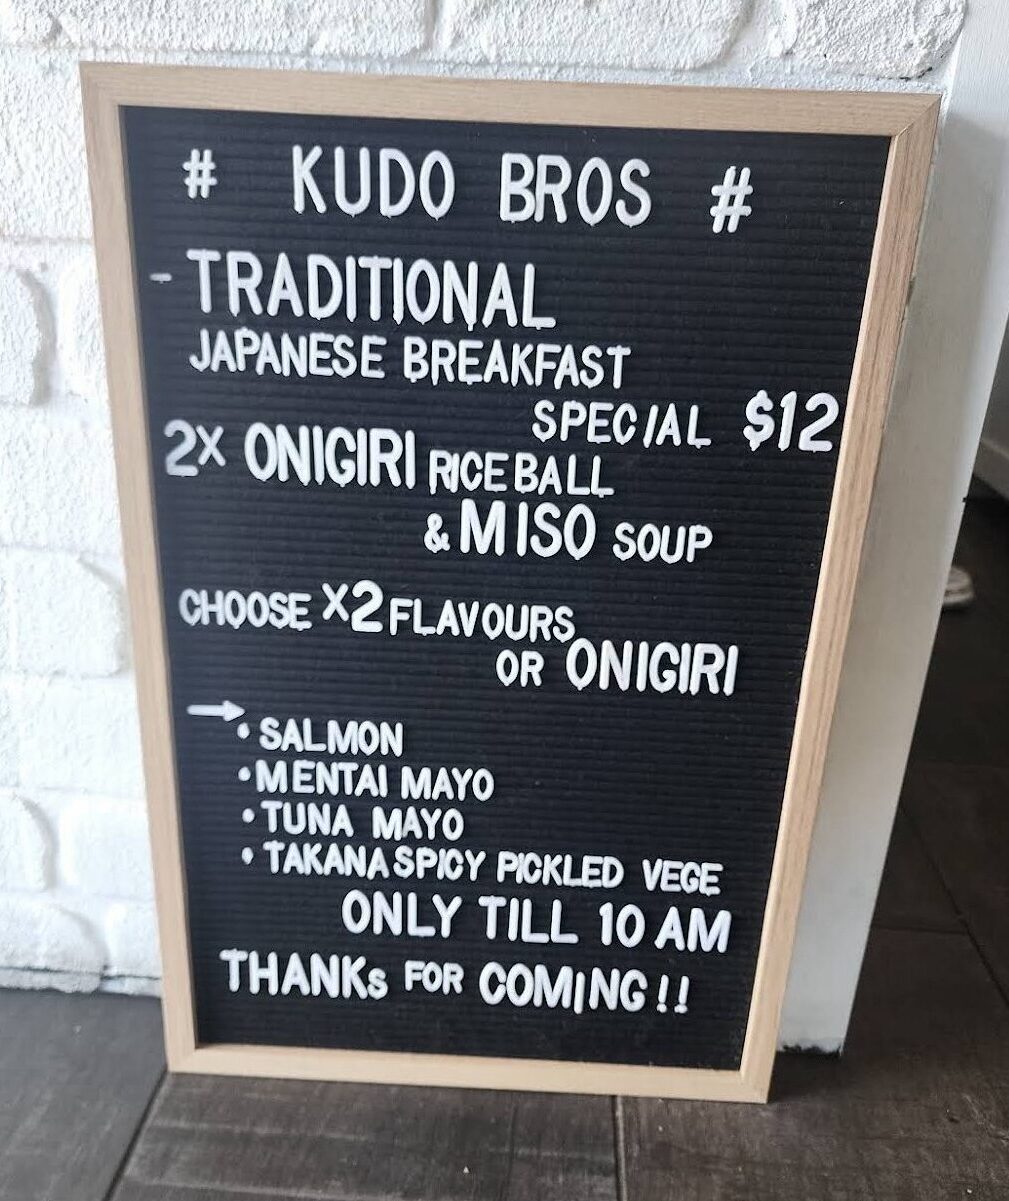 # KUDO BROS #
- TRADITIONAL
JAPANESE BREAKFAST
SPECIAL $12
2X ONIGIRI RICE BALL
& MISO SOUP
CHOOSE X2 FLAVOURS
OR ONIGIRI
→
• SALMON
• MENTAI MAYO
• TUNA MAYO
• TAKANA SPICY PICKLED VEGE
ONLY TILL 10 AM
THANKs FOR COMING!!